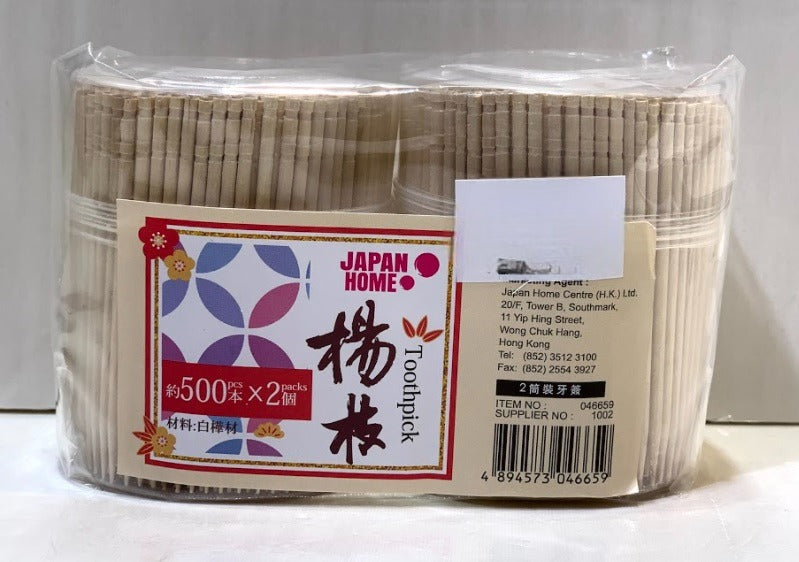 JAPAN
HOME
楊枝
Toothpick
約500pcs本×2packs個
材料:白樺材
Agent :
Japan Home Centre (H.K.) Ltd.
20/F, Tower B, Southmark,
11 Yip Hing Street,
Wong Chuk Hang,
Hong Kong
Tel: (852) 3512 3100
Fax: (852) 2554 3927
2筒裝牙簽
ITEM NO : 046659
SUPPLIER NO : 1002
4 894573 046659